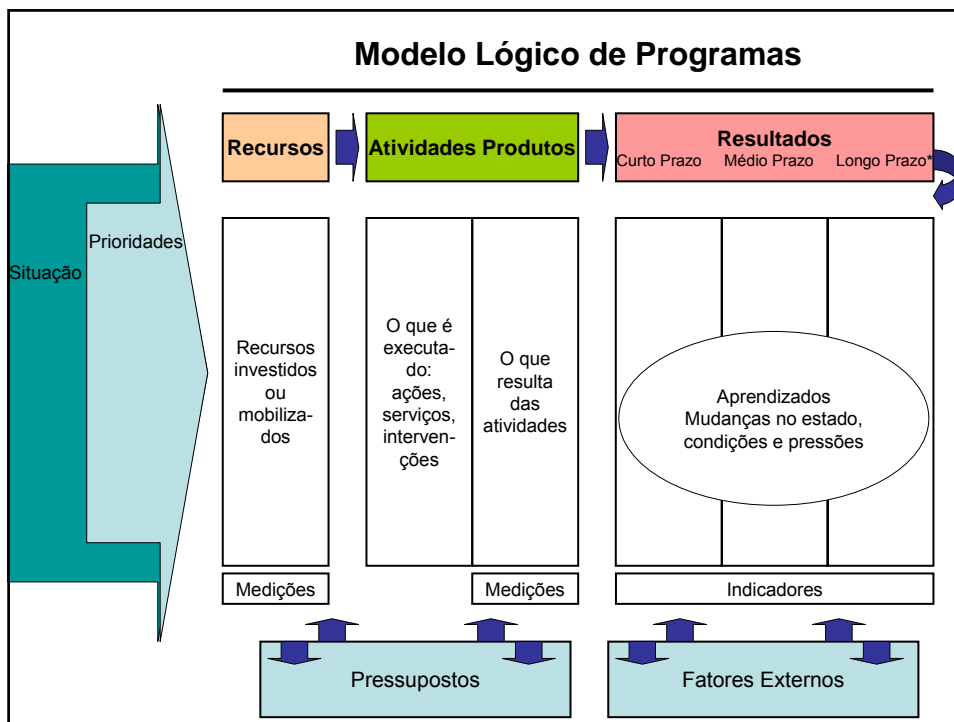 Modelo Lógico de Programas
Recursos
Atividades Produtos
Resultados
Curto Prazo Médio Prazo Longo Prazo*
Situação
Prioridades
Recursos
investidos
ou
mobiliza-
dos
O que é
executa-
do:
ações,
serviços,
interven-
ções
O que
resulta
das
atividades
Aprendizados
Mudanças no estado,
condições e pressões
Medições
Medições
Indicadores
Pressupostos
Fatores Externos